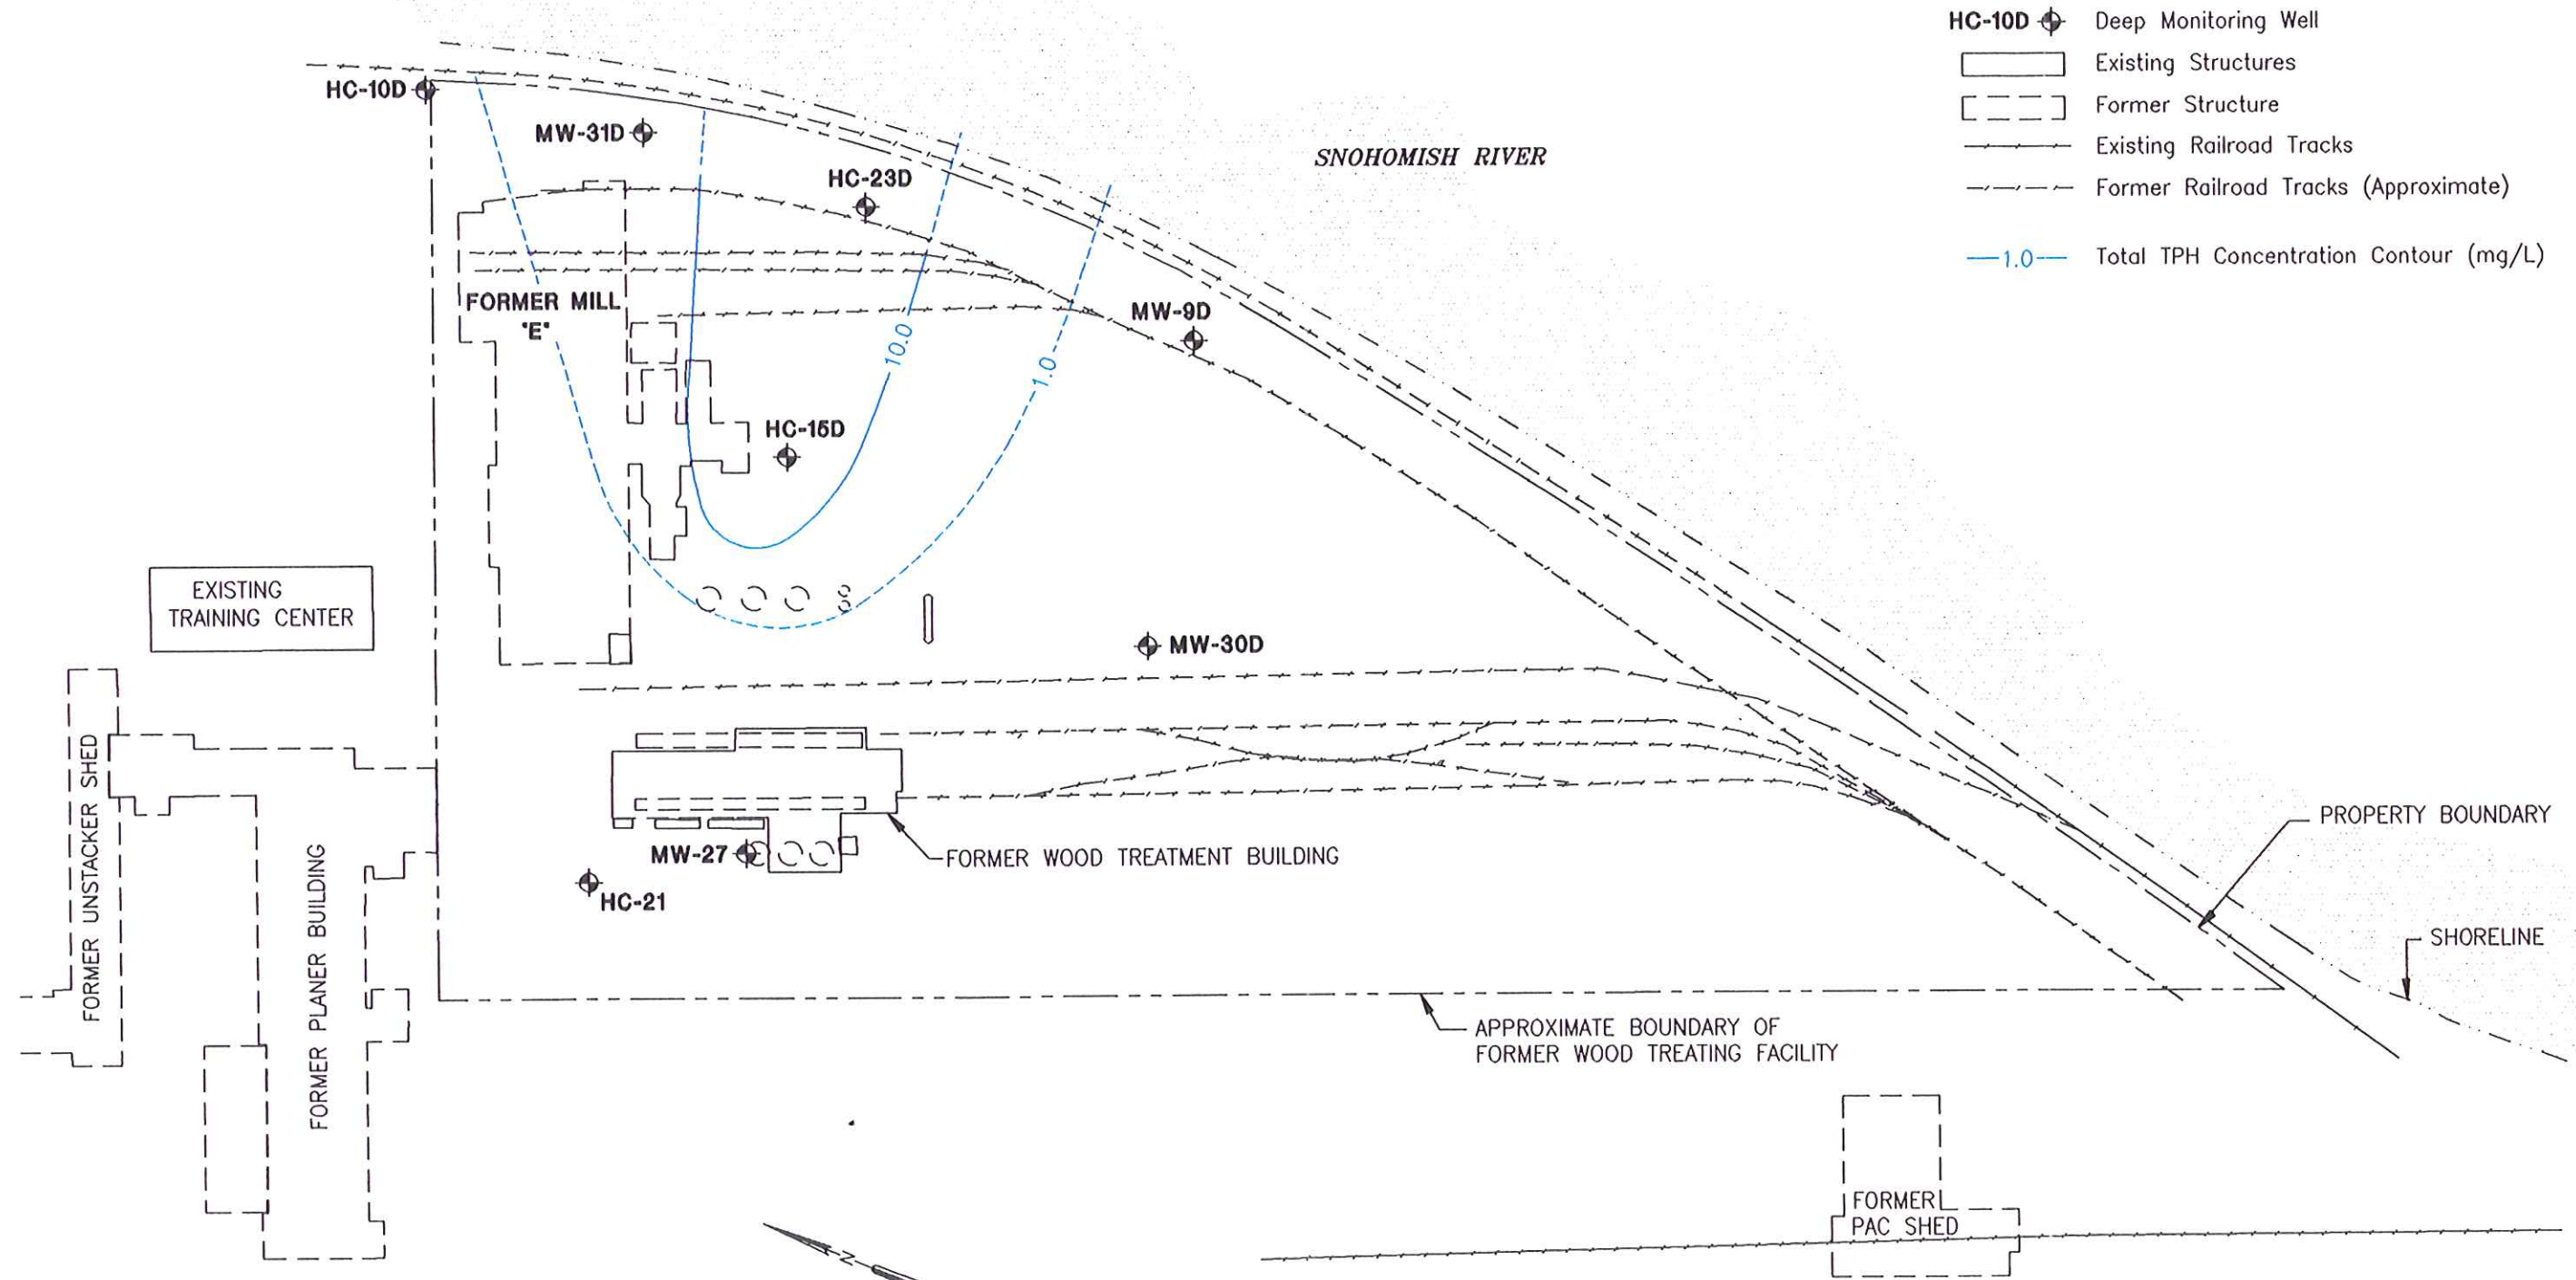 HC-10D Deep Monitoring Well
Existing Structures
Former Structure
Existing Railroad Tracks
Former Railroad Tracks (Approximate)
1.0 Total TPH Concentration Contour (mg/L)
HC-10D
MW-31D
HC-23D
SNOHOMISH RIVER
FORMER MILL
"E"
10.0
1.0
MW-9D
HC-15D
EXISTING
TRAINING CENTER
MW-30D
FORMER UNSTACKER SHED
FORMER PLANER BUILDING
MW-27
HC-21
FORMER WOOD TREATMENT BUILDING
PROPERTY BOUNDARY
SHORELINE
APPROXIMATE BOUNDARY OF
FORMER WOOD TREATING FACILITY
FORMER
PAC SHED
N